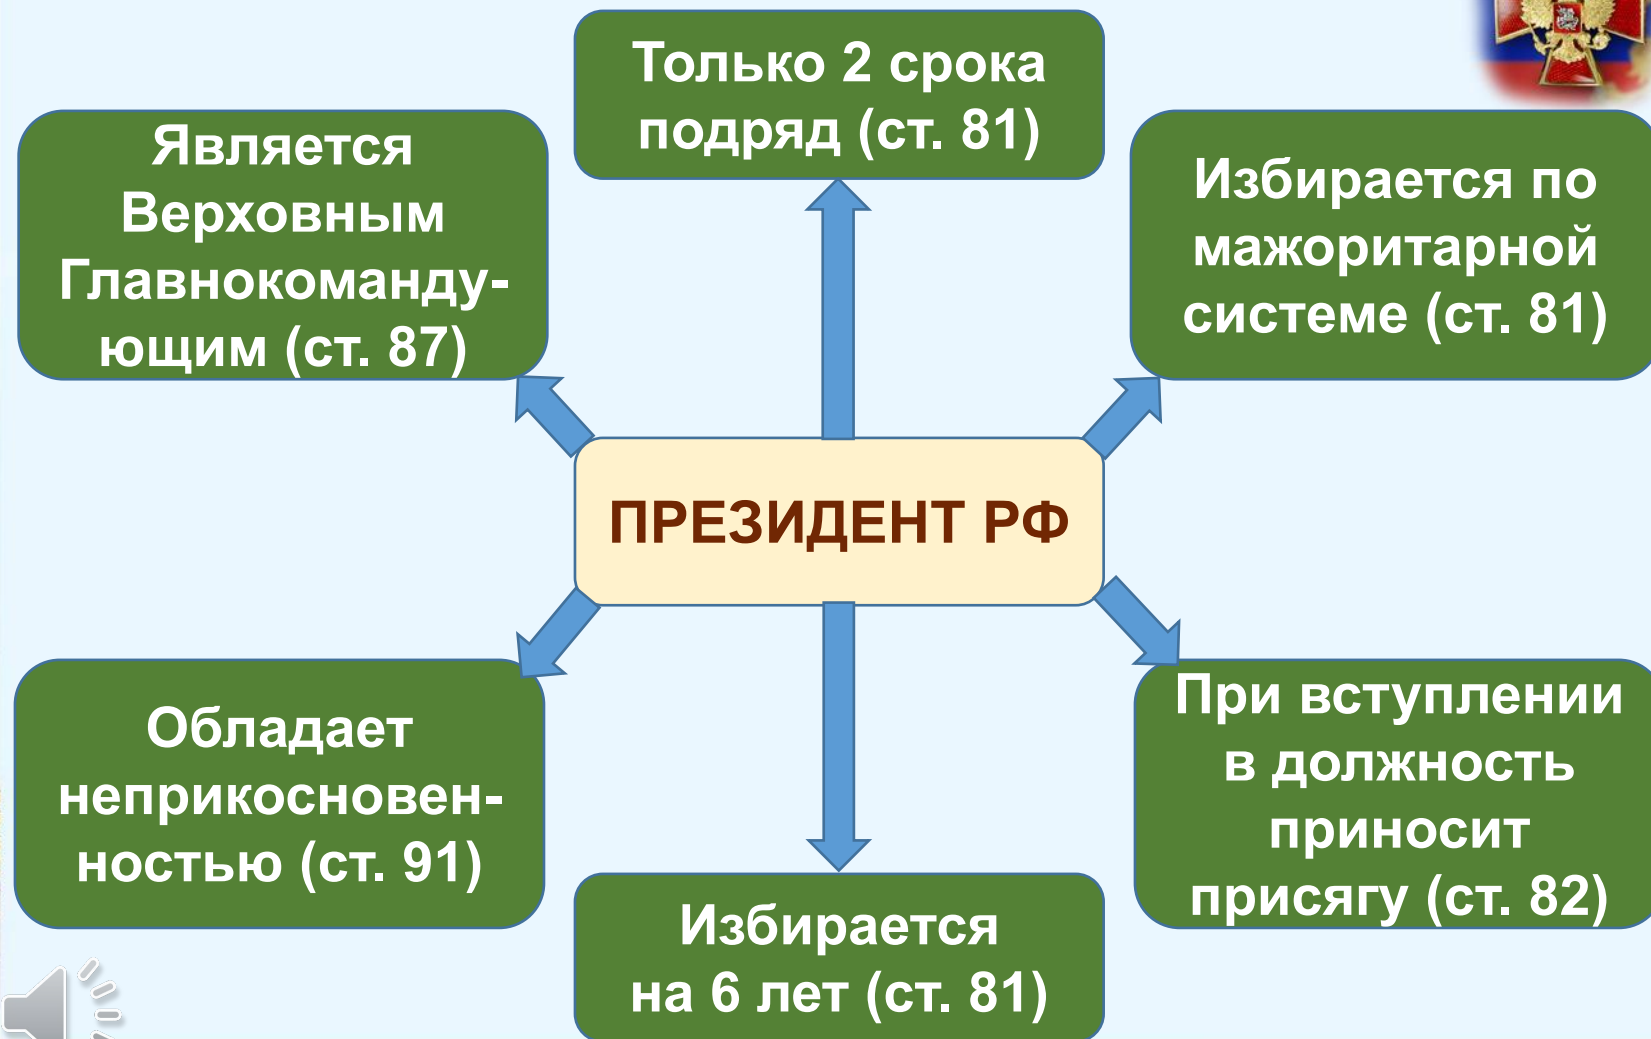 Только 2 срока
подряд (ст. 81)
Является
Верховным
Главнокоманду-
ющим (ст. 87)
Избирается по
мажоритарной
системе (ст. 81)
ПРЕЗИДЕНТ РФ
Обладает
неприкосновен-
ностью (ст. 91)
При вступлении
в должность
приносит
присягу (ст. 82)
Избирается
на 6 лет (ст. 81)